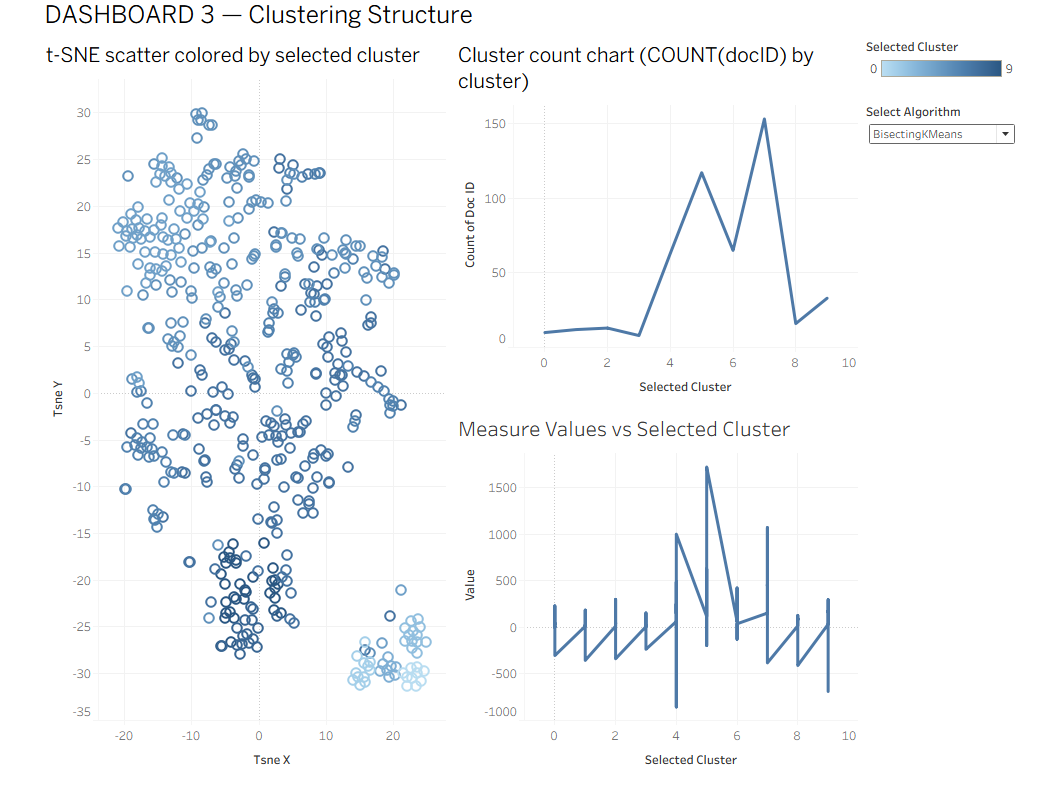 DASHBOARD 3 — Clustering Structure
t-SNE scatter colored by selected cluster
30
25
20
15
10
5
0
-5
-10
-15
-20
-25
-30
-35
Tsne Y
-20 -10 0 10 20
Tsne X
Cluster count chart (COUNT(docID) by
cluster)
150
100
50
0
Count of Doc ID
0 2 4 6 8 10
Selected Cluster
Measure Values vs Selected Cluster
1500
1000
500
0
-500
-1000
Value
0 2 4 6 8 10
Selected Cluster
Selected Cluster
0 9
Select Algorithm
BisectingKMeans